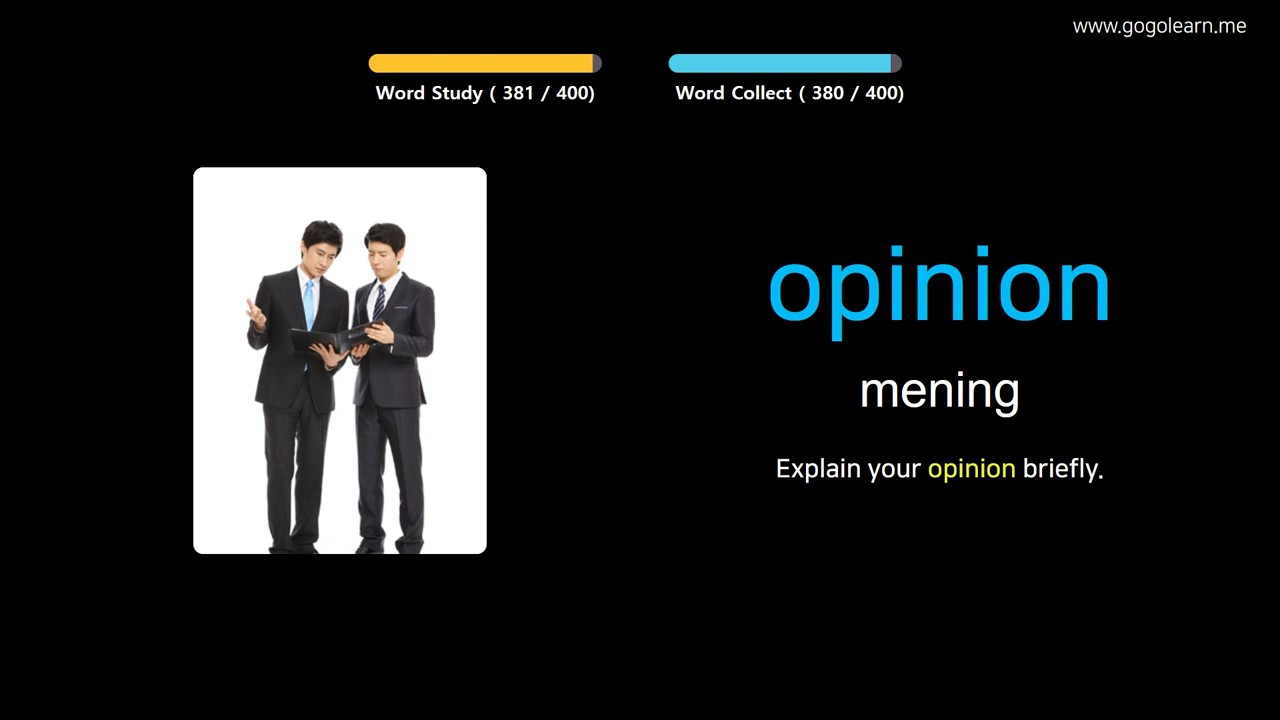 www.gogolearn.me
Word Study ( 381 / 400)
Word Collect ( 380 / 400)
opinion
mening
Explain your opinion briefly.